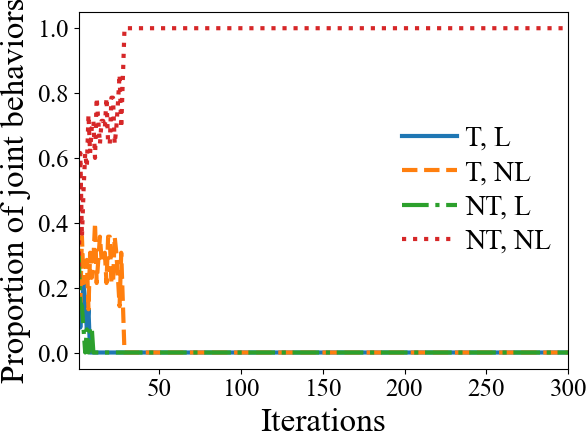 Proportion of joint behaviors
1.0
0.8
0.6
0.4
0.2
0.0
T, L
T, NL
NT, L
NT, NL
50 100 150 200 250 300
Iterations